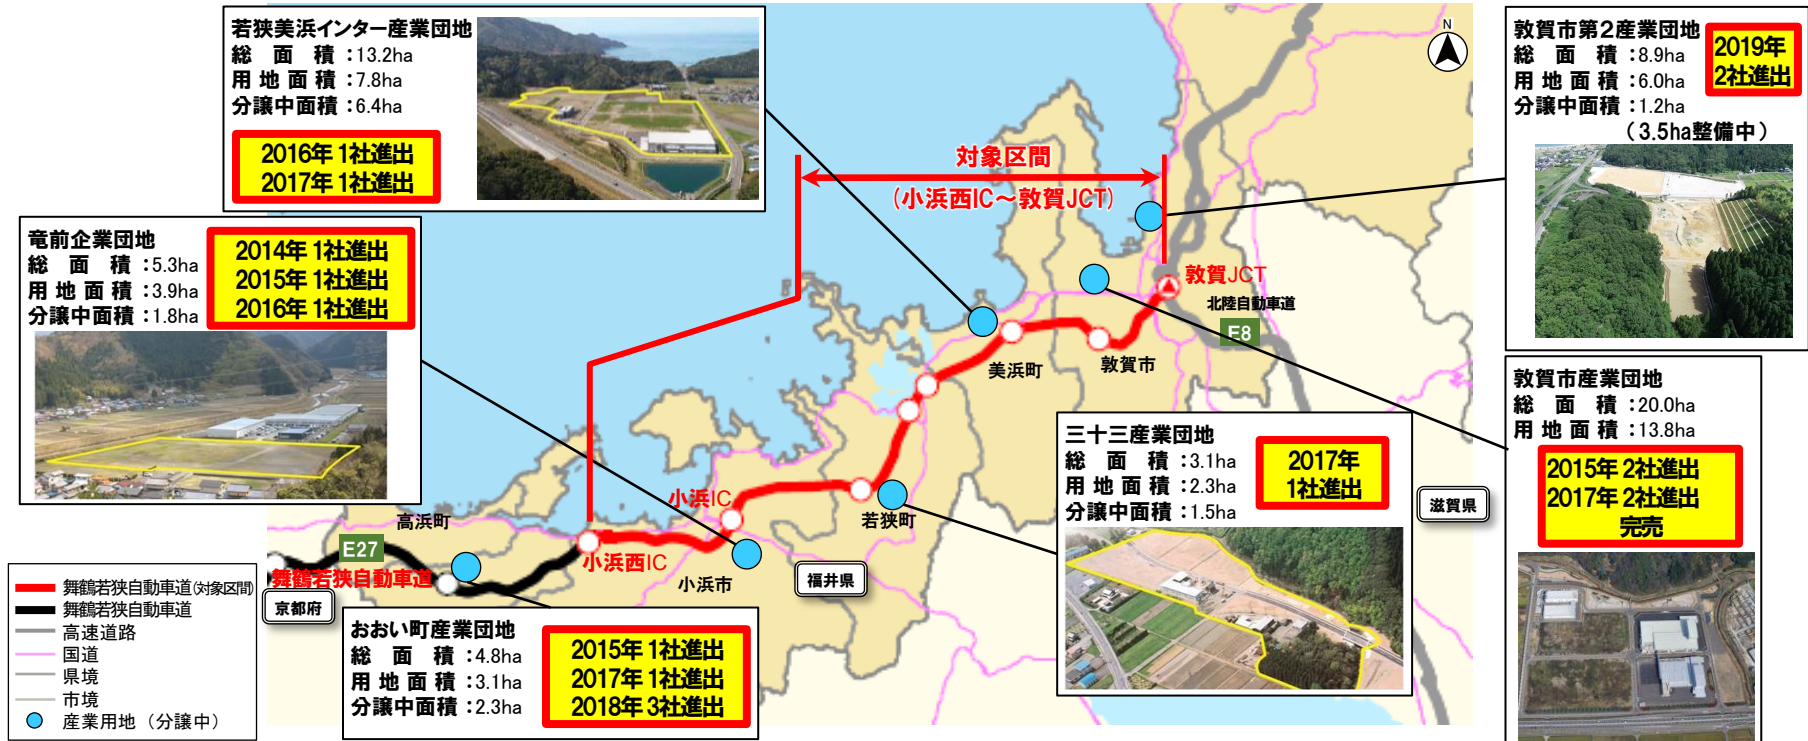 若狭美浜インター産業団地
総面積：13.2ha
用地面積：7.8ha
分譲中面積：6.4ha
2016年 1社進出
2017年 1社進出
竜前企業団地
総面積：5.3ha
用地面積：3.9ha
分譲中面積：1.8ha
2014年 1社進出
2015年 1社進出
2016年 1社進出
対象区間
(小浜西IC～敦賀JCT)
N
敦賀市第2産業団地
総面積：8.9ha
用地面積：6.0ha
分譲中面積：1.2ha
（3.5ha整備中）
2019年
2社進出
敦賀JCT
北陸自動車道
E8
美浜町
敦賀市
敦賀市産業団地
総面積：20.0ha
用地面積：13.8ha
2015年 2社進出
2017年 2社進出
完売
三十三産業団地
総面積：3.1ha
用地面積：2.3ha
分譲中面積：1.5ha
2017年
1社進出
滋賀県
小浜IC
若狭町
高浜町
E27
舞鶴若狭自動車道
小浜西IC
小浜市
福井県
京都府
おおい町産業団地
総面積：4.8ha
用地面積：3.1ha
分譲中面積：2.3ha
2015年 1社進出
2017年 1社進出
2018年 3社進出
舞鶴若狭自動車道(対象区間)
舞鶴若狭自動車道
高速道路
国道
県境
市境
産業用地（分譲中）